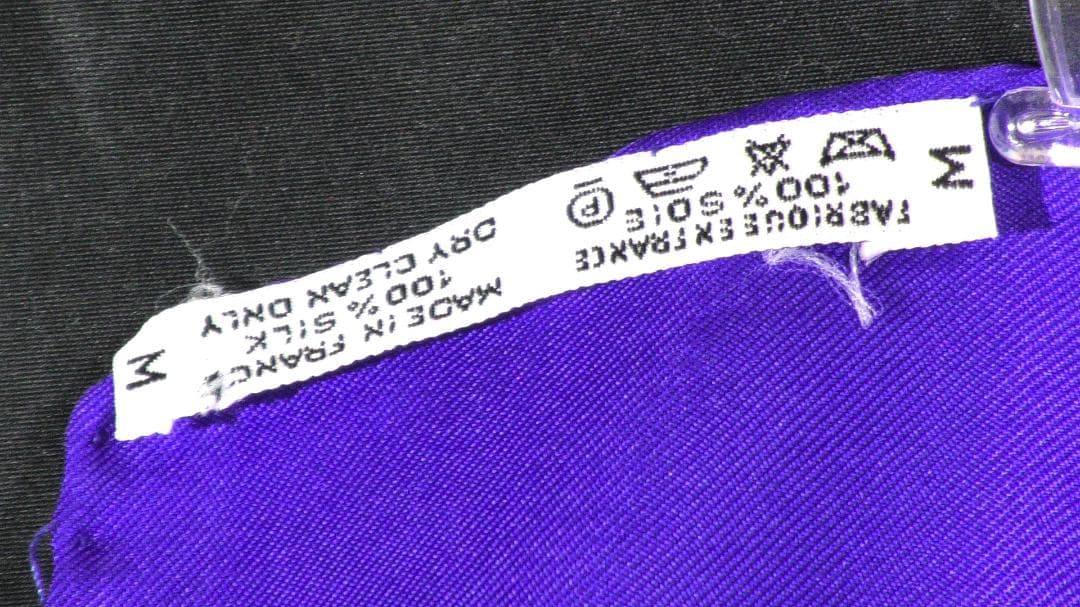 M
FABRIQUE EN FRANCE
100 % SOIE
P
MADE IN FRANCE
100 % SILK
DRY CLEAN ONLY
M